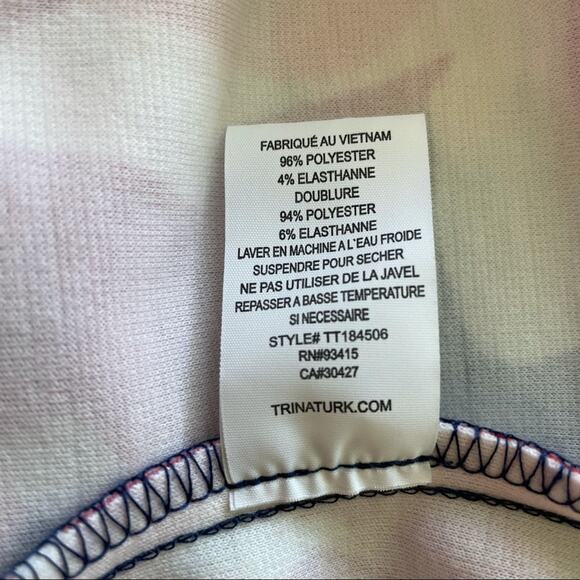 FABRIQUÉ AU VIETNAM
96% POLYESTER
4% ELASTHANNE
DOUBLURE
94% POLYESTER
6% ELASTHANNE
LAVER EN MACHINE A L'EAU FROIDE
SUSPENDRE POUR SECHER
NE PAS UTILISER DE LA JAVEL
REPASSER A BASSE TEMPERATURE
SI NECESSAIRE
STYLE# TT184506
RN#93415
CA#30427
TRINATURK.COM